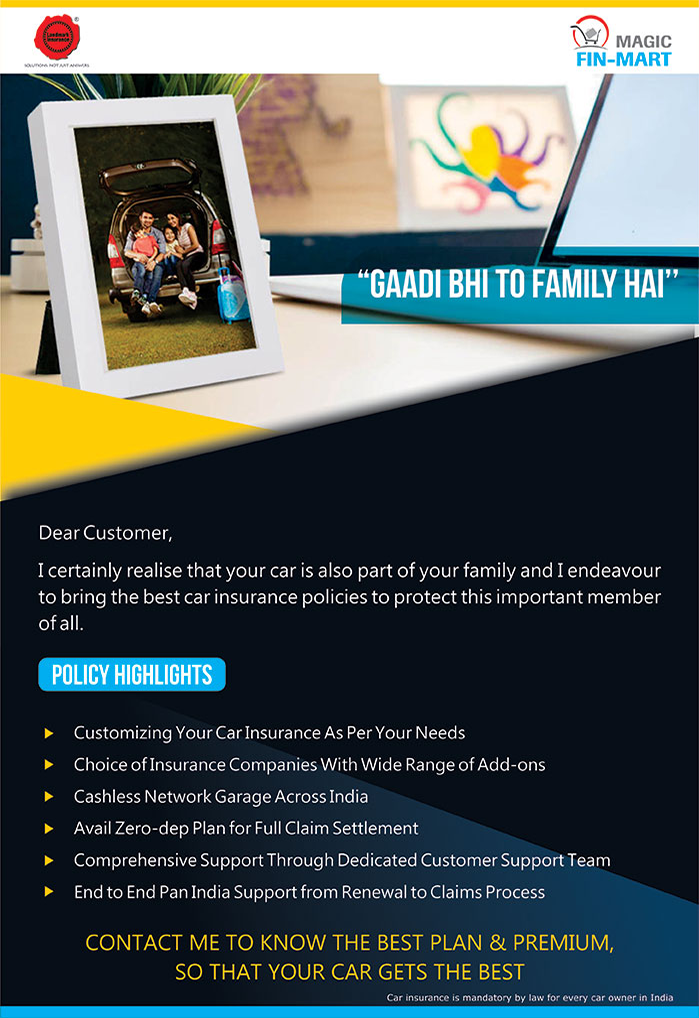 Landmark
Insurance
®
SOLUTIONS, NOT JUST ANSWERS
MAGIC
FIN-MART
“GAADI BHI TO FAMILY HAI”
Dear Customer,
I certainly realise that your car is also part of your family and I endeavour
to bring the best car insurance policies to protect this important member
of all.
POLICY HIGHLIGHTS
Customizing Your Car Insurance As Per Your Needs
Choice of Insurance Companies With Wide Range of Add-ons
Cashless Network Garage Across India
Avail Zero-dep Plan for Full Claim Settlement
Comprehensive Support Through Dedicated Customer Support Team
End to End Pan India Support from Renewal to Claims Process
CONTACT ME TO KNOW THE BEST PLAN & PREMIUM,
SO THAT YOUR CAR GETS THE BEST
Car insurance is mandatory by law for every car owner in India